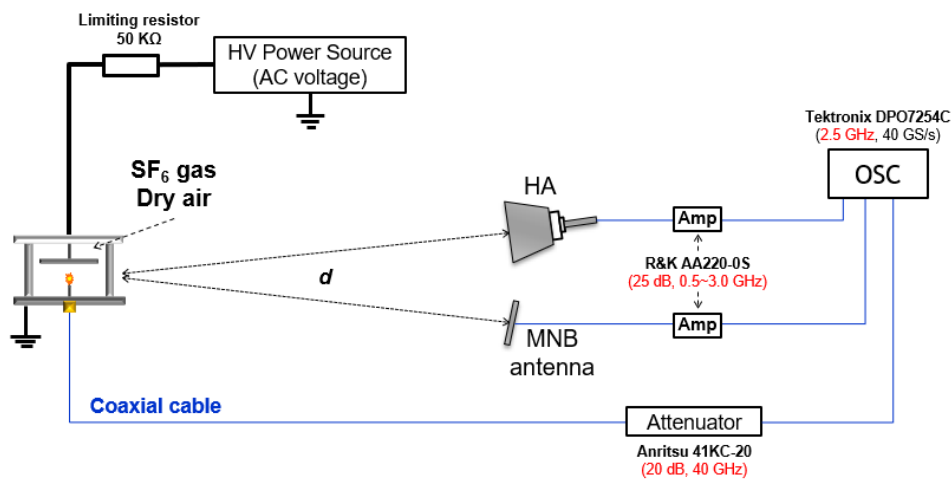 Limiting resistor
50 KΩ
HV Power Source
(AC voltage)
Tektronix DPO7254C
(2.5 GHz, 40 GS/s)
OSC
SF₆ gas
Dry air
HA
Amp
R&K AA220-0S
(25 dB, 0.5~3.0 GHz)
d
Amp
MNB
antenna
Coaxial cable
Attenuator
Anritsu 41KC-20
(20 dB, 40 GHz)